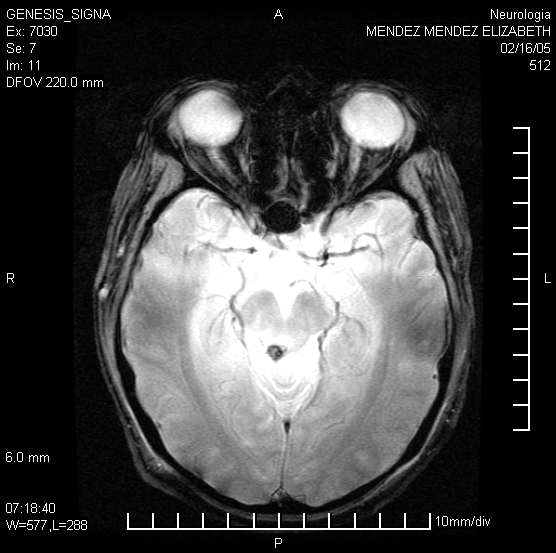 GENESIS_SIGNA
Ex: 7030
Se: 7
Im: 11
DFOV 220.0 mm
A
Neurologia
MENDEZ MENDEZ ELIZABETH
02/16/05
512
R
L
6.0 mm
07:18:40
W=577,L=288
10mm/div
P